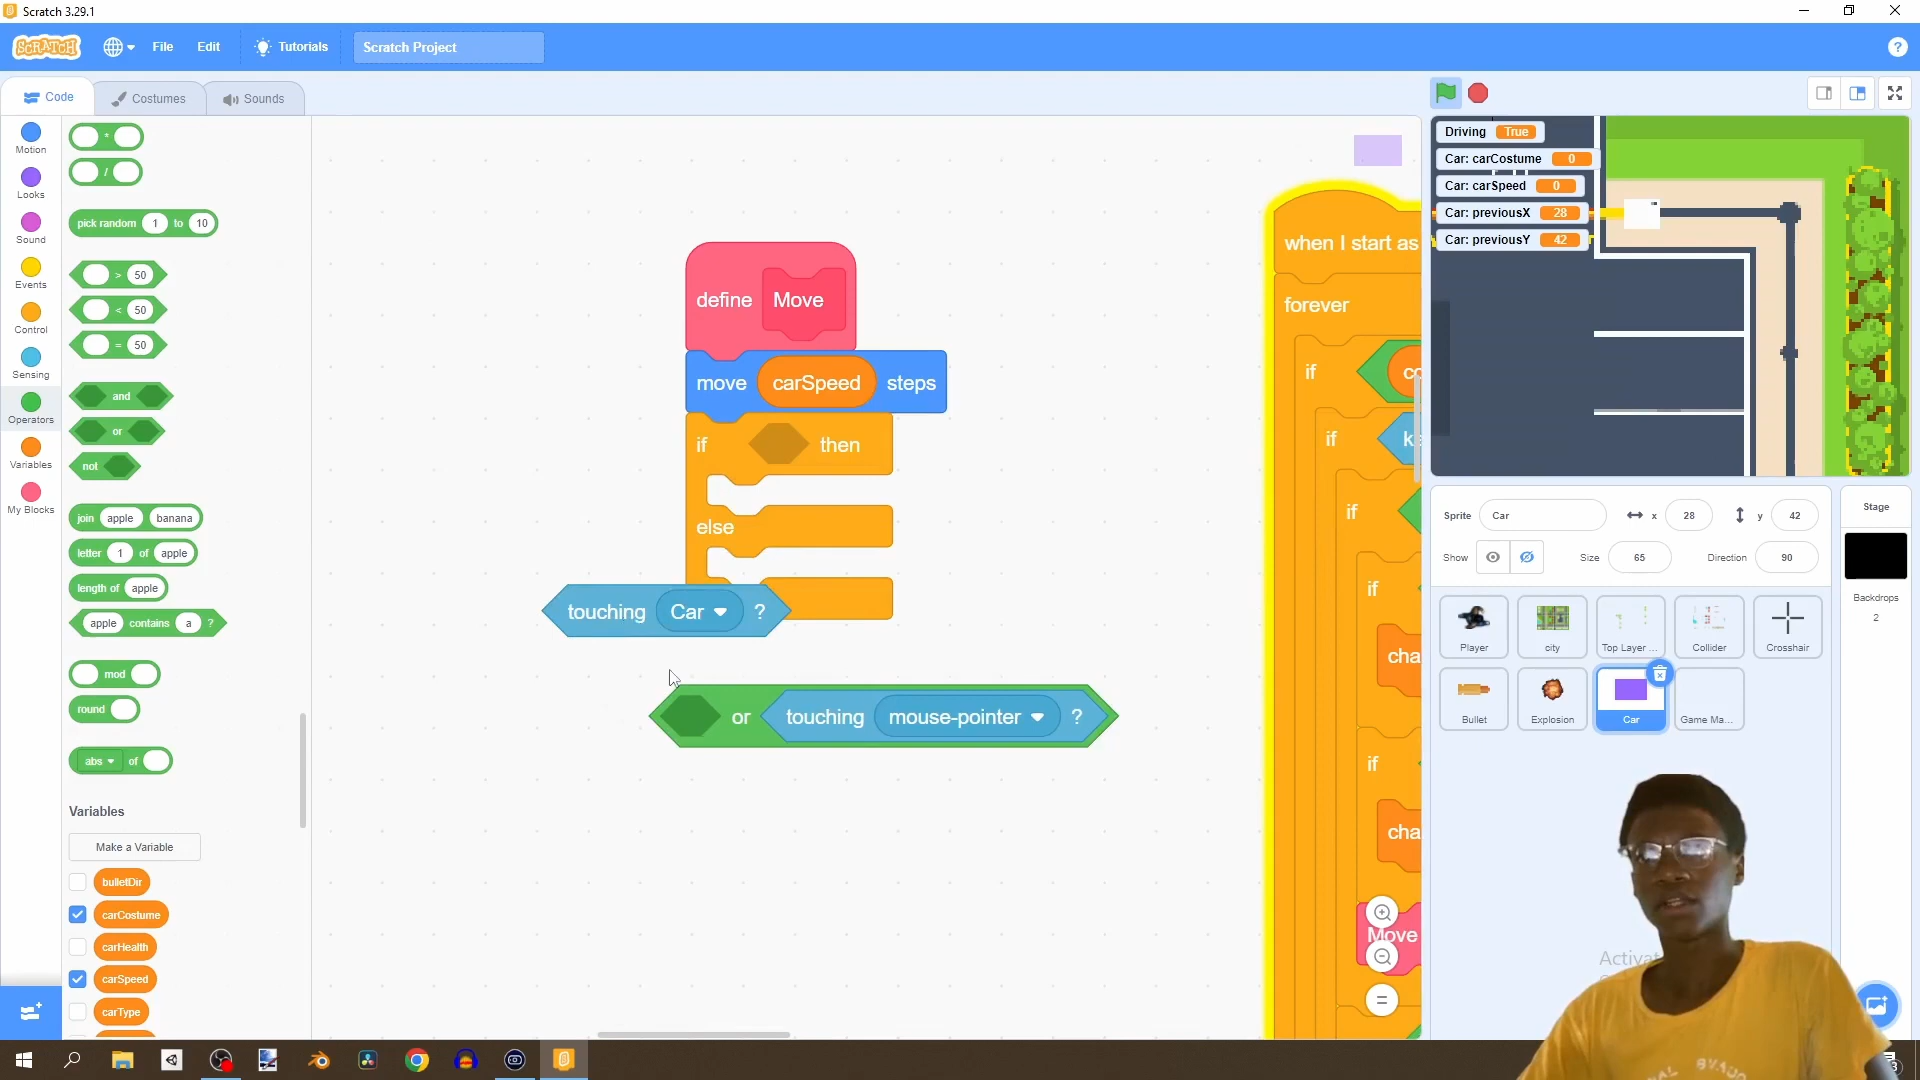 Scratch 3.29.1
SCRATCH
File
Edit
Tutorials
Scratch Project
Code
Costumes
Sounds
Motion
Looks
Sound
Events
Control
Sensing
Operators
Variables
My Blocks
*
/
pick random 1 to 10
> 50
< 50
= 50
and
or
not
join apple banana
letter 1 of apple
length of apple
apple contains a ?
mod
round
abs of
Variables
Make a Variable
bulletDir
carCostume
carHealth
carSpeed
carType
define Move
move carSpeed steps
if then
else
touching Car ?
or touching mouse-pointer ?
when I start as
forever
if
if
if
if
cha
if
cha
Move
Driving True
Car: carCostume 0
Car: carSpeed 0
Car: previousX 28
Car: previousY 42
Sprite Car x 28 y 42
Show Size 65 Direction 90
Player
city
Top Layer ...
Collider
Crosshair
Bullet
Explosion
Car
Game Ma...
Stage
Backdrops
2